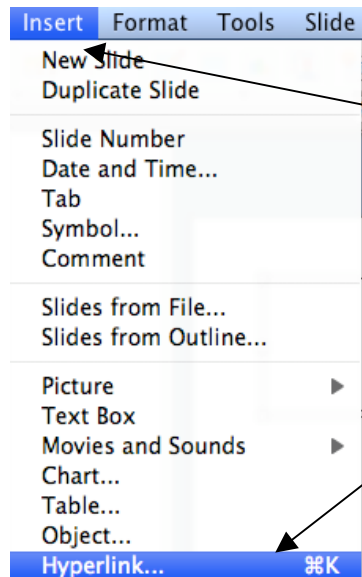 Insert Format Tools Slide
New Slide
Duplicate Slide
Slide Number
Date and Time...
Tab
Symbol...
Comment
Slides from File...
Slides from Outline...
Picture
Text Box
Movies and Sounds
Chart...
Table...
Object...
Hyperlink... ⌘K